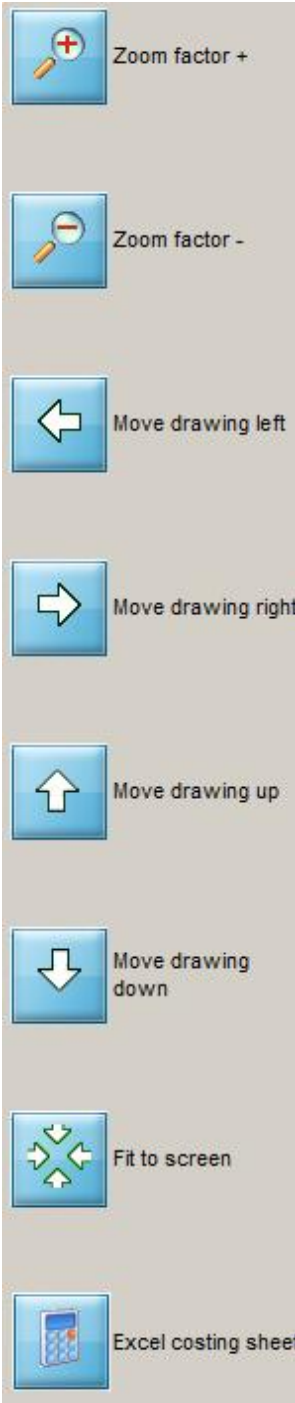 Zoom factor +
Zoom factor -
Move drawing left
Move drawing right
Move drawing up
Move drawing
down
Fit to screen
Excel costing sheet